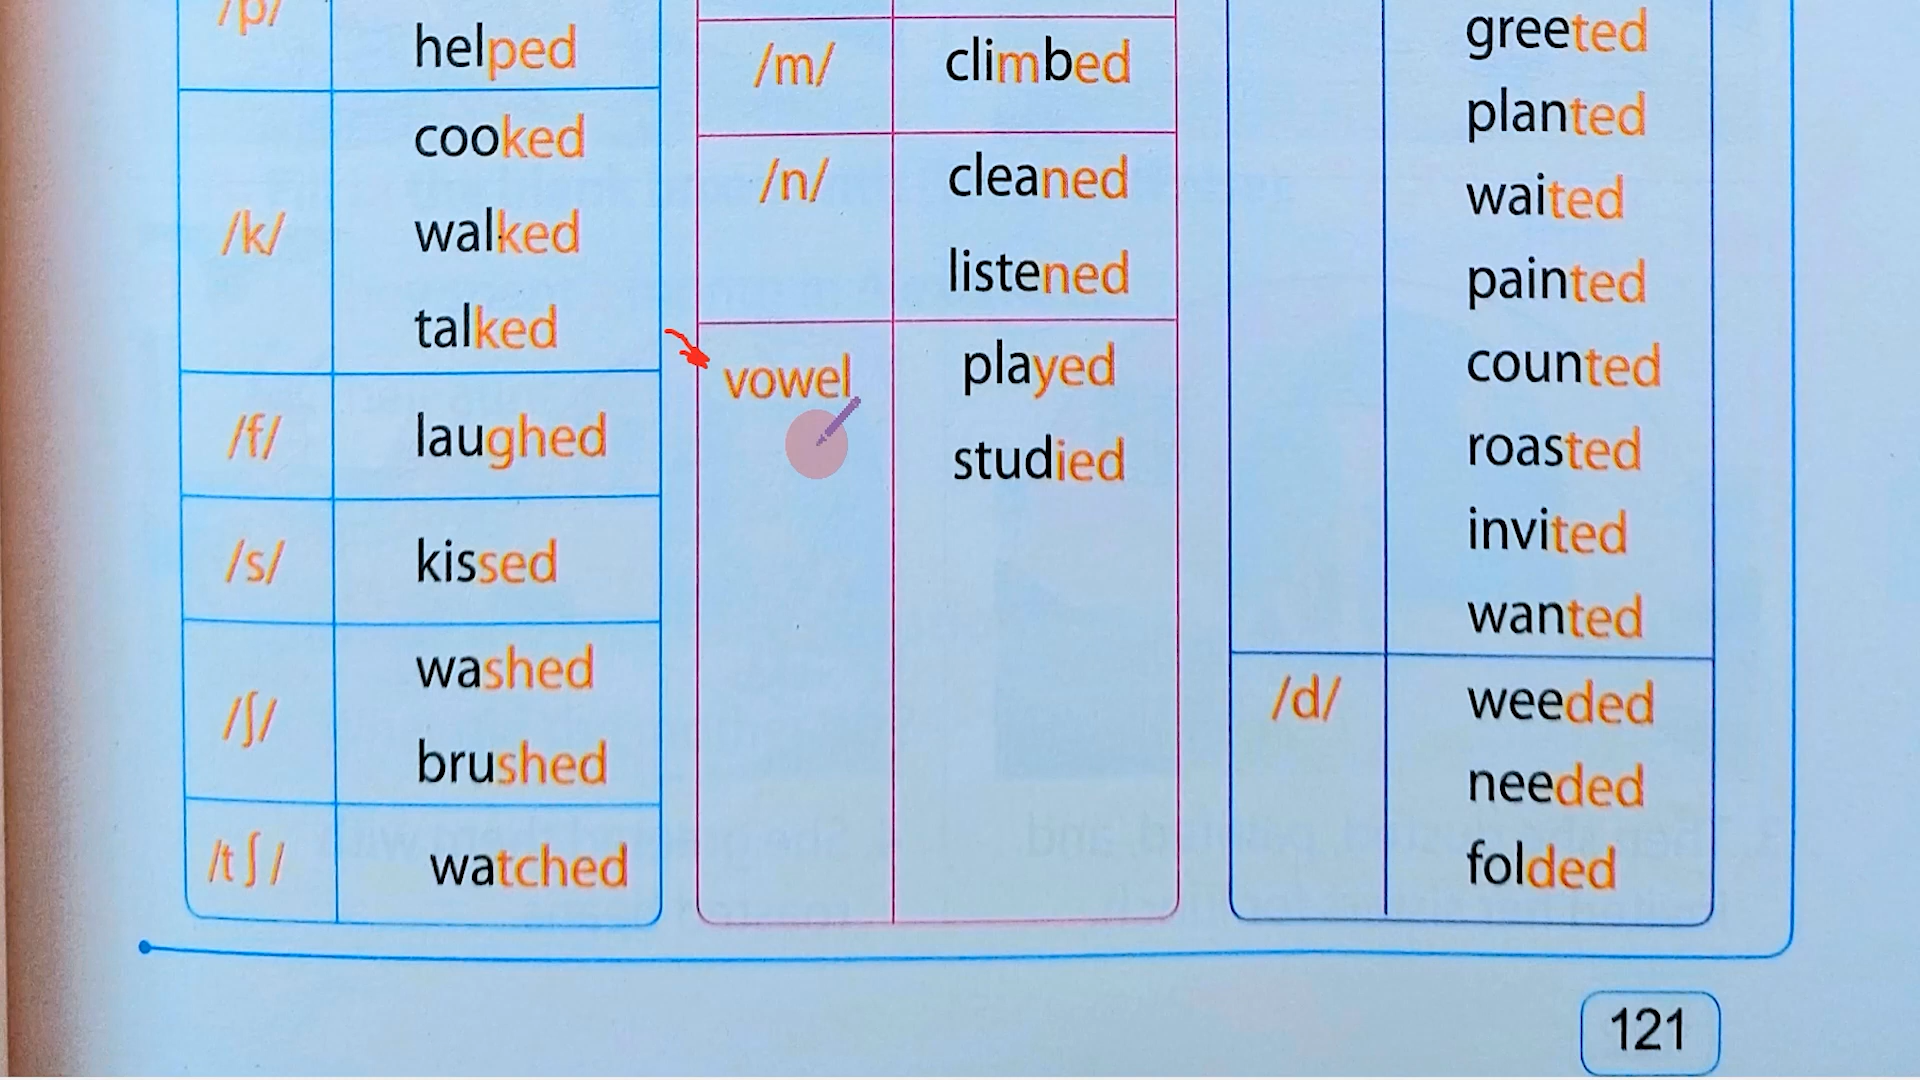 /p/
helped
/k/
cooked
walked
talked
/f/
laughed
/s/
kissed
/ʃ/
washed
brushed
/t ʃ /
watched
/m/
climbed
/n/
cleaned
listened
vowel
played
studied
greeted
planted
waited
painted
counted
roasted
invited
wanted
/d/
weeded
needed
folded
121